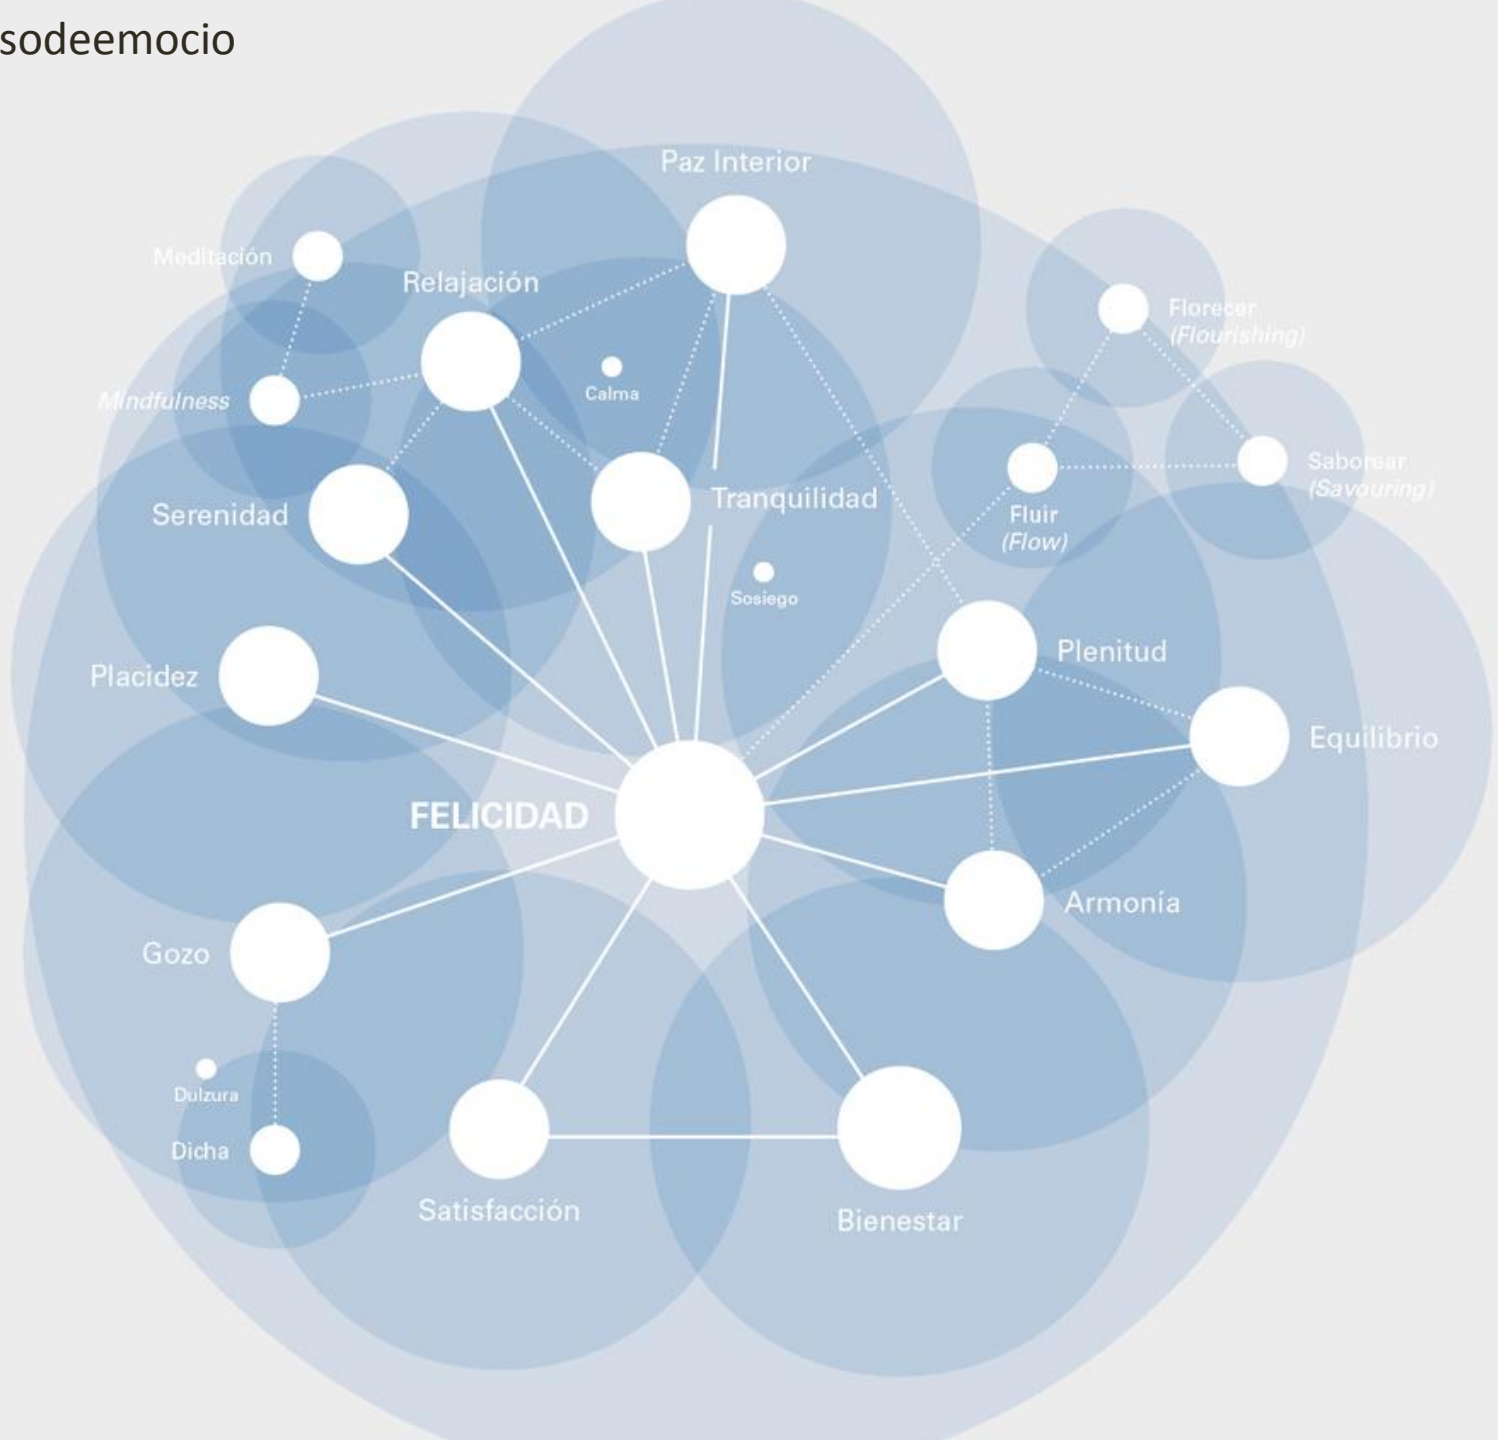 sodeemocio
Paz Interior
Meditación
Relajación
Florecer
(Flourishing)
Calma
Mindfulness
Saborear
(Savouring)
Tranquilidad
Serenidad
Fluir
(Flow)
Sosiego
Plenitud
Placidez
Equilibrio
FELICIDAD
Armonía
Gozo
Dulzura
Dicha
Satisfacción
Bienestar